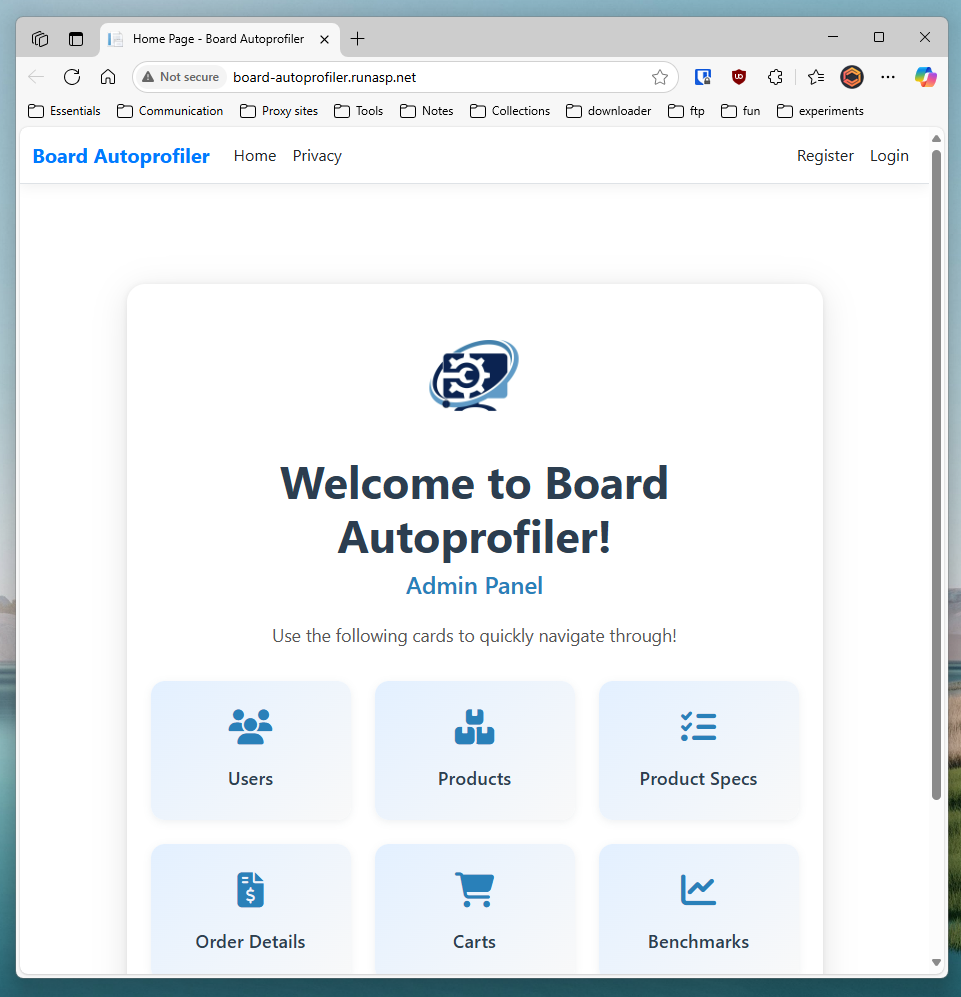 Home Page - Board Autoprofiler
Not secure
board-autoprofiler.runasp.net
Essentials
Communication
Proxy sites
Tools
Notes
Collections
downloader
ftp
fun
experiments
Board Autoprofiler
Home
Privacy
Register
Login
Welcome to Board
Autoprofiler!
Admin Panel
Use the following cards to quickly navigate through!
Users
Products
Product Specs
Order Details
Carts
Benchmarks